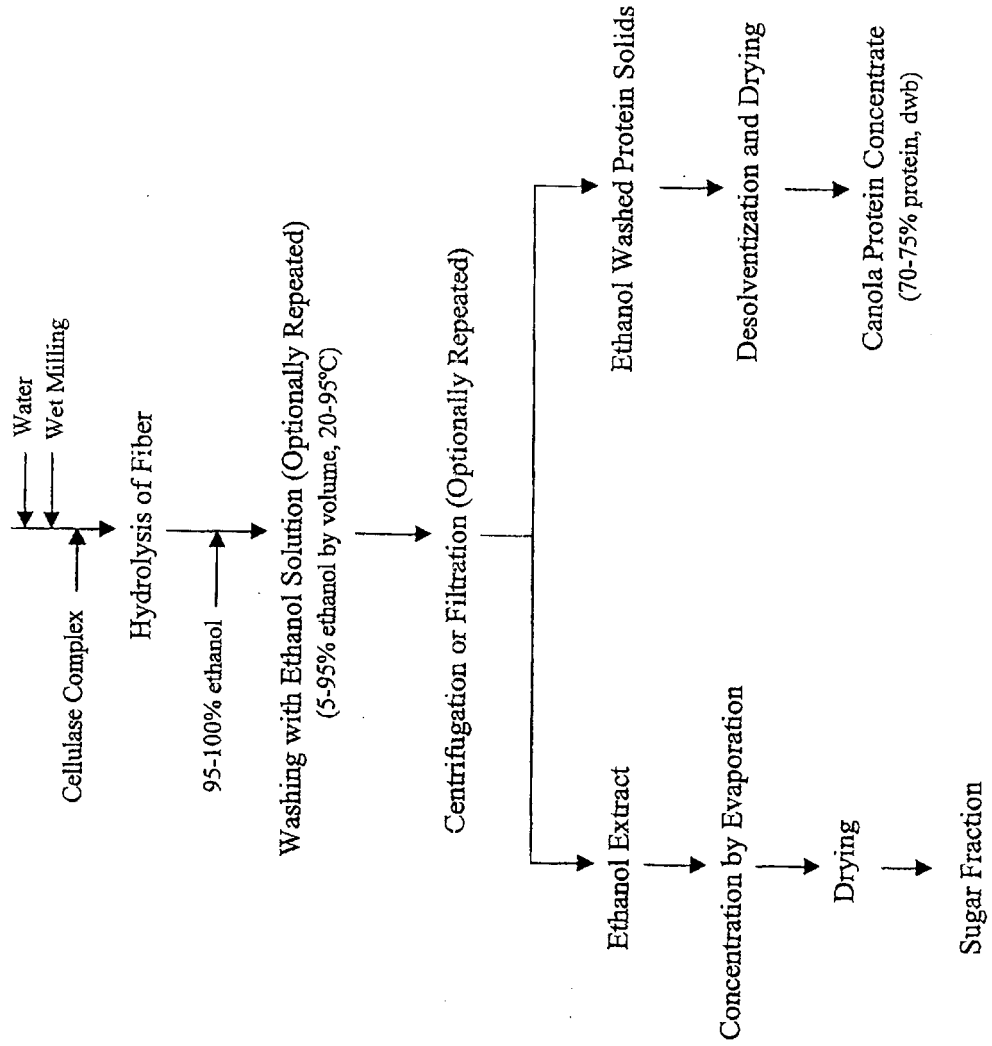 Water
Wet Milling
Cellulase Complex
Hydrolysis of Fiber
95-100% ethanol
Washing with Ethanol Solution (Optionally Repeated)
(5-95% ethanol by volume, 20-95ºC)
Centrifugation or Filtration (Optionally Repeated)
Ethanol Extract
Concentration by Evaporation
Drying
Sugar Fraction
Ethanol Washed Protein Solids
Desolventization and Drying
Canola Protein Concentrate
(70-75% protein, dwb)